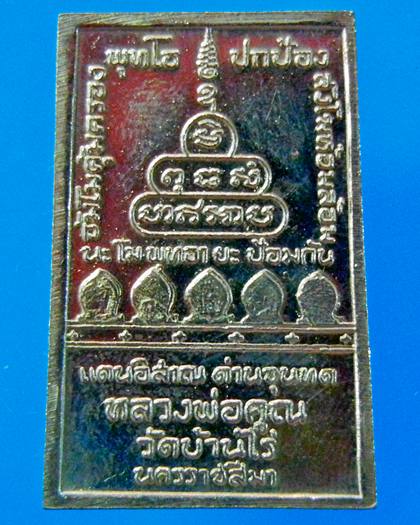 พุทโธ ปกป้อง
ธัมโมคุ้มครอง
สังโฆห้อมล้อม
นะ โม พุทธา ยะ ป้อมกัน
แดนอิสาณ ด่านขุนทด
หลวงพ่อคูณ
วัดบ้านไร่
นครราชสีมา